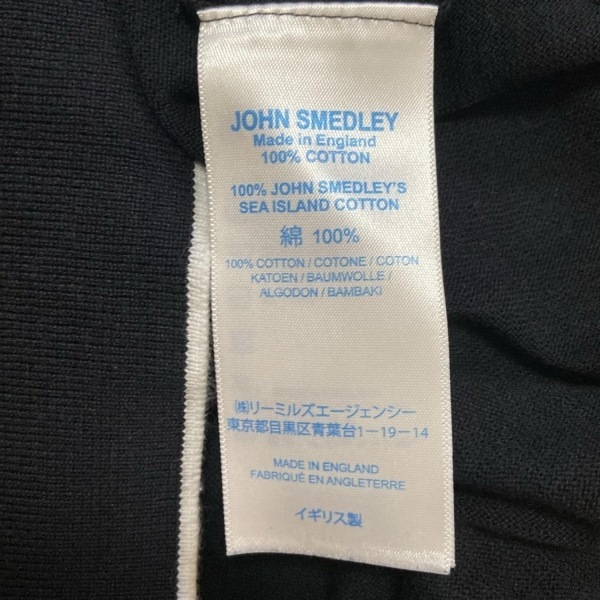 JOHN SMEDLEY
Made in England
100% COTTON
100% JOHN SMEDLEY'S
SEA ISLAND COTTON
綿 100%
100% COTTON / COTONE / COTON
KATOEN / BAUMWOLLE /
ALGODON / BAMBAKI
㈱リーミルズエージェンシー
東京都目黒区青葉台1-19-14
MADE IN ENGLAND
FABRIQUÉ EN ANGLETERRE
イギリス製